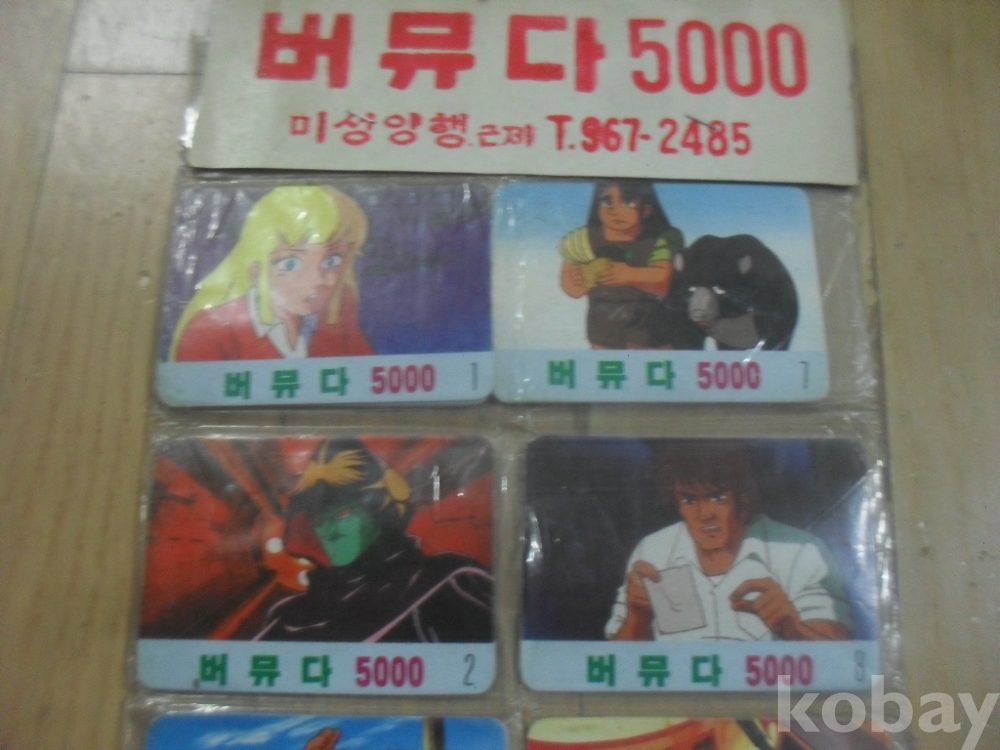 버뮤다 5000
미성양행.근제 T.967-2485
버뮤다 5000 1
버뮤다 5000 7
버뮤다 5000 2
버뮤다 5000 8
kobay